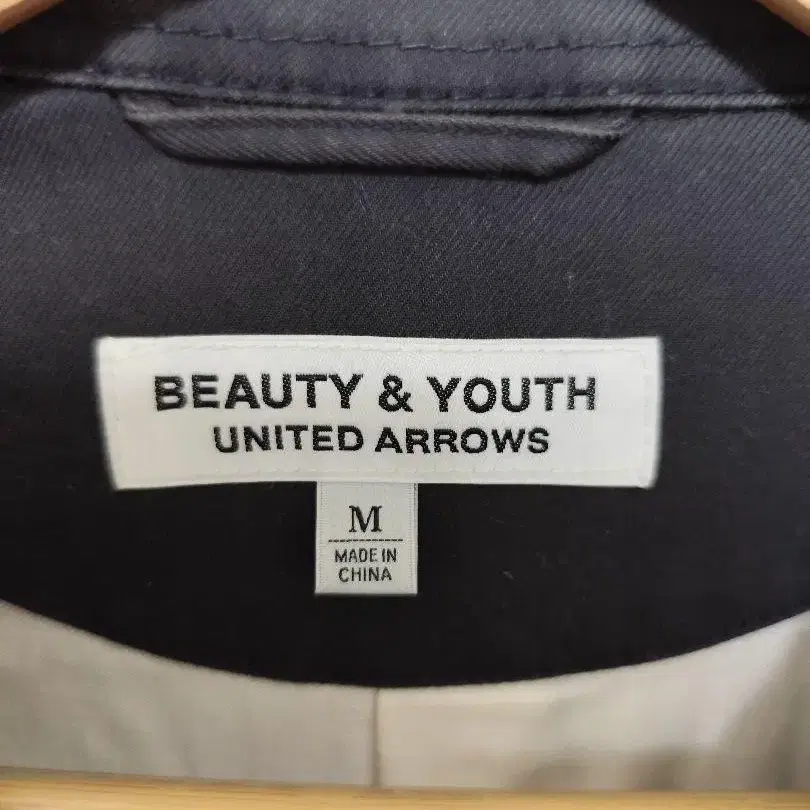 BEAUTY & YOUTH
UNITED ARROWS
M
MADE IN
CHINA